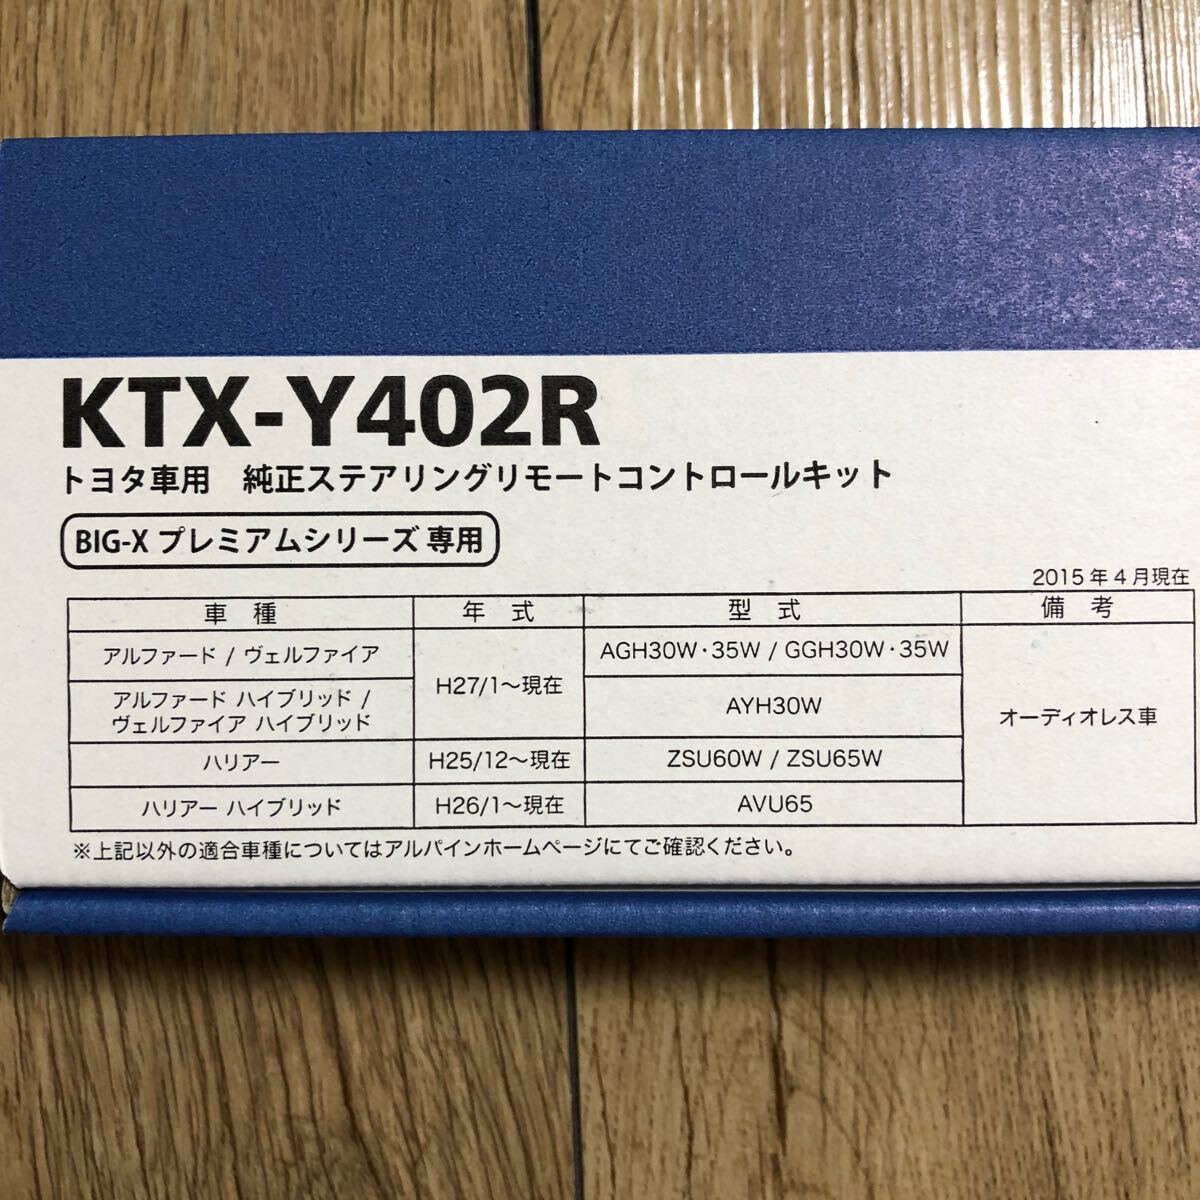 KTX-Y402R
トヨタ車用　純正ステアリングリモートコントロールキット
BIG-X プレミアムシリーズ 専用
2015年4月現在
車 種 年 式 型 式 備 考
アルファード / ヴェルファイア H27/1～現在 AGH30W・35W / GGH30W・35W オーディオレス車
アルファード ハイブリッド /
ヴェルファイア ハイブリッド AYH30W
ハリアー H25/12～現在 ZSU60W / ZSU65W
ハリアー ハイブリッド H26/1～現在 AVU65
※上記以外の適合車種についてはアルパインホームページにてご確認ください。